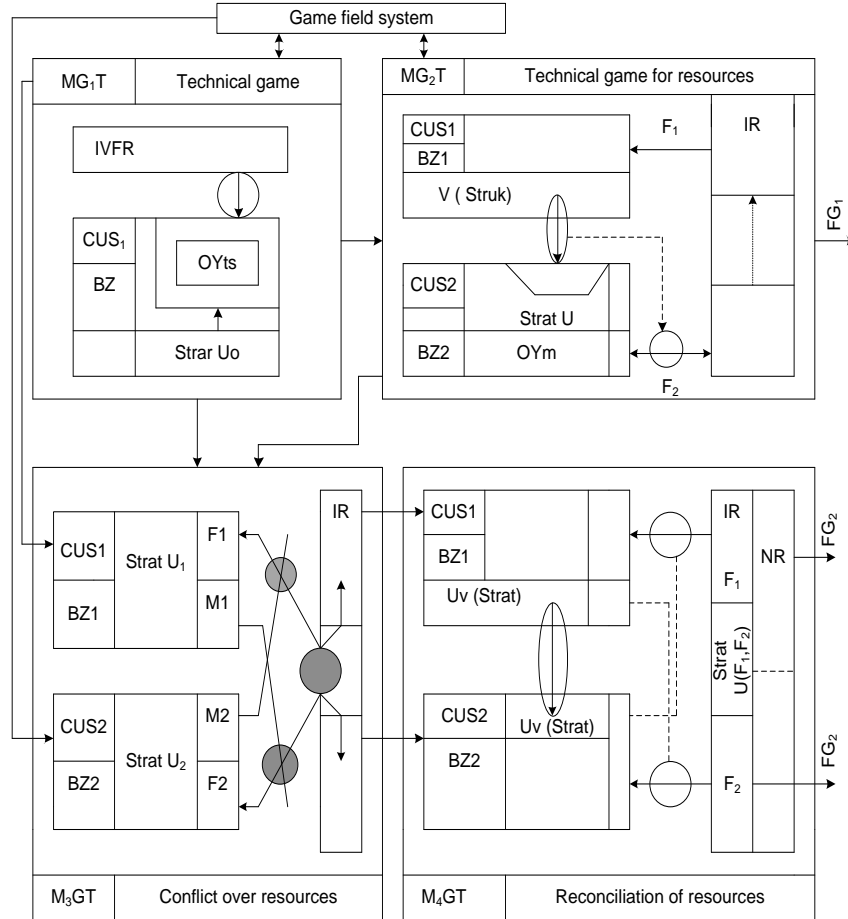 Game field system
MG₁T
Technical game
IVFR
CUS₁
BZ
OYts
Strar Uo
MG₂T
Technical game for resources
CUS1
BZ1
V ( Struk)
F₁
IR
CUS2
Strat U
BZ2
OYm
F₂
FG₁
CUS1
BZ1
Strat U₁
F1
M1
CUS2
BZ2
Strat U₂
M2
F2
IR
M₃GT
Conflict over resources
CUS1
BZ1
Uv (Strat)
CUS2
BZ2
Uv (Strat)
IR
F₁
NR
Strat
U(F₁,F₂)
F₂
FG₂
FG₂
M₄GT
Reconciliation of resources